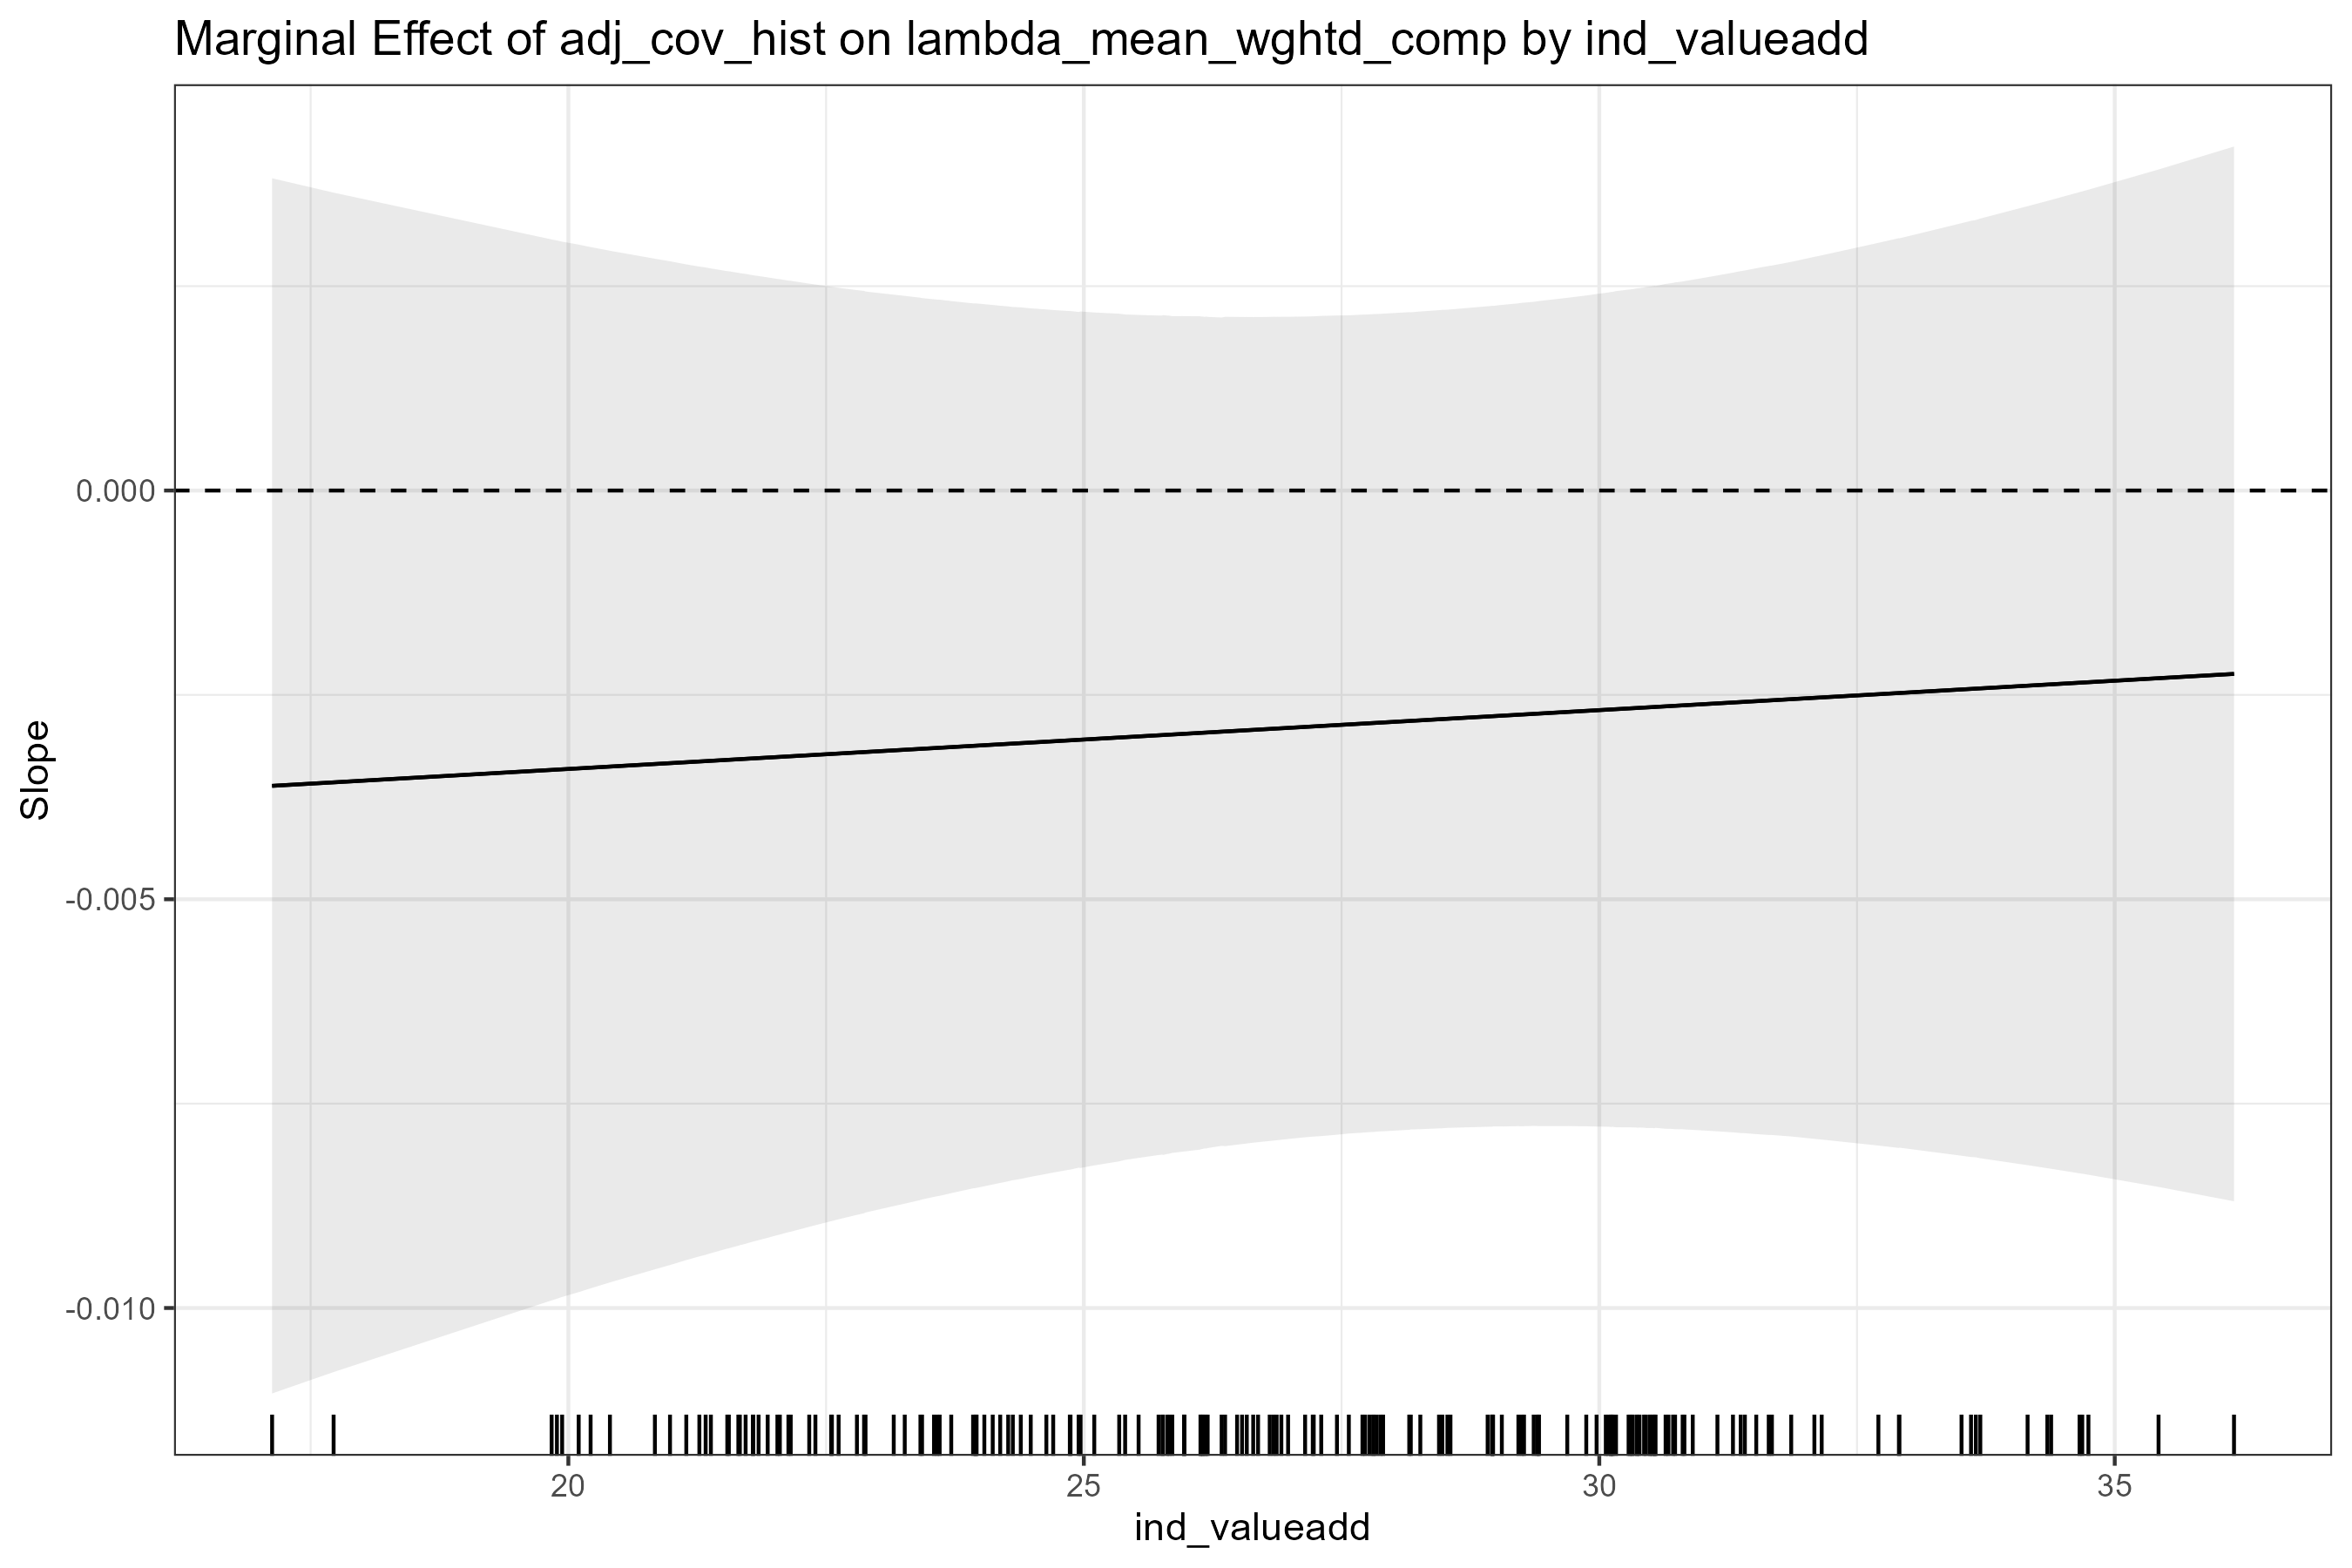 Marginal Effect of adj_cov_hist on lambda_mean_wghtd_comp by ind_valueadd
Slope
0.000
-0.005
-0.010
20 25 30 35
ind_valueadd